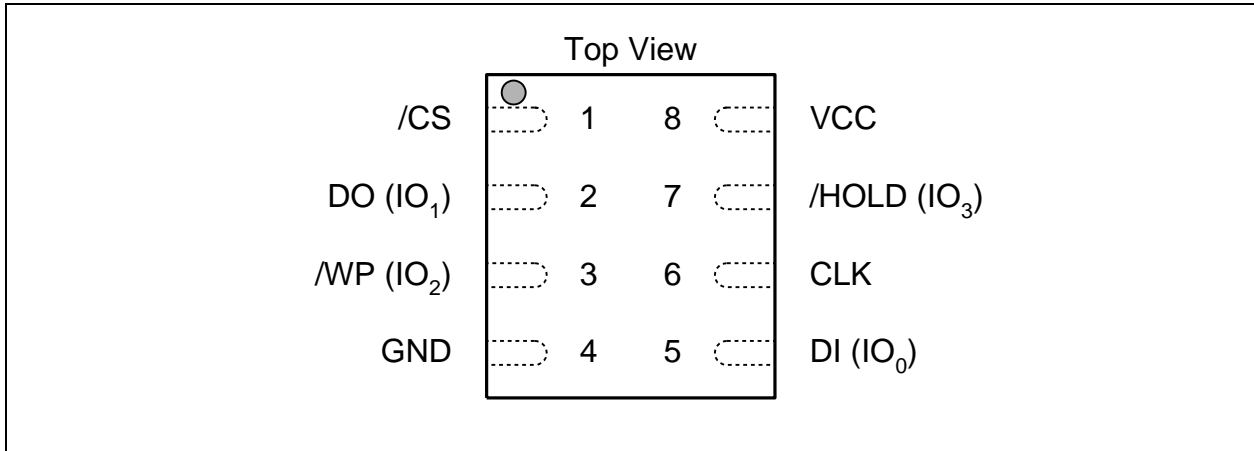 Top View
/CS 1 8 VCC
DO (IO₁) 2 7 /HOLD (IO₃)
/WP (IO₂) 3 6 CLK
GND 4 5 DI (IO₀)